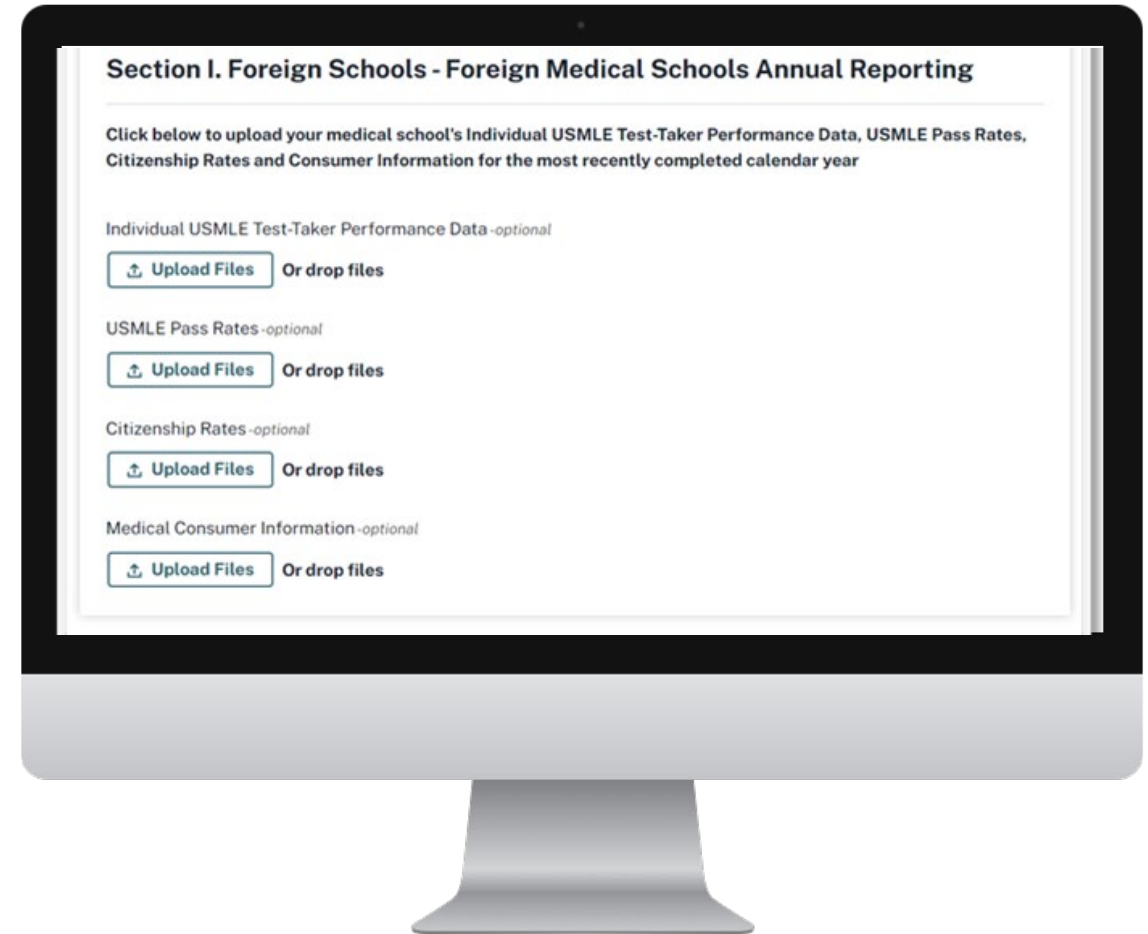 Section I. Foreign Schools - Foreign Medical Schools Annual Reporting
Click below to upload your medical school's Individual USMLE Test-Taker Performance Data, USMLE Pass Rates,
Citizenship Rates and Consumer Information for the most recently completed calendar year
Individual USMLE Test-Taker Performance Data -optional
Upload Files Or drop files
USMLE Pass Rates -optional
Upload Files Or drop files
Citizenship Rates -optional
Upload Files Or drop files
Medical Consumer Information -optional
Upload Files Or drop files